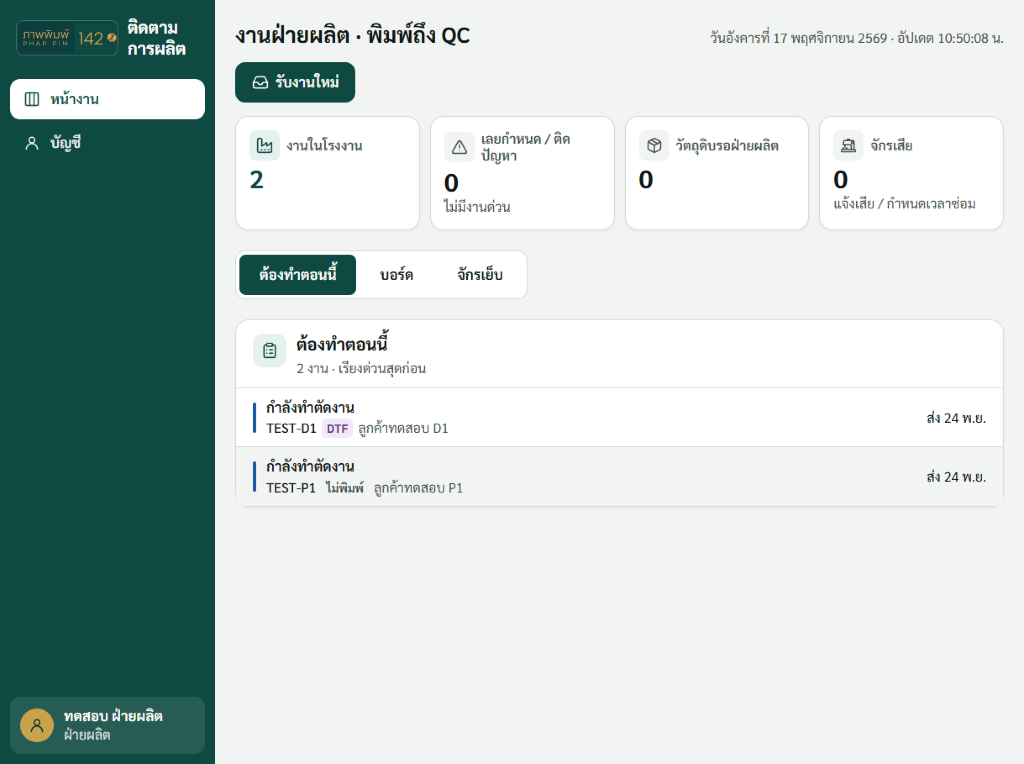 ภาพพิมพ์
PHAP PIM
142
ติดตาม
การผลิต
หน้างาน
บัญชี
ทดสอบ ฝ่ายผลิต
ฝ่ายผลิต
งานฝ่ายผลิต · พิมพ์ถึง QC
วันอังคารที่ 17 พฤศจิกายน 2569 · อัปเดต 10:50:08 น.
รับงานใหม่
งานในโรงงาน
2
เลยกำหนด / ติด
ปัญหา
0
ไม่มีงานด่วน
วัตถุดิบรอฝ่ายผลิต
0
จักรเสีย
0
แจ้งเสีย / กำหนดเวลาซ่อม
ต้องทำตอนนี้
บอร์ด
จักรเย็บ
ต้องทำตอนนี้
2 งาน · เรียงด่วนสุดก่อน
กำลังทำตัดงาน
TEST-D1 DTF ลูกค้าทดสอบ D1
ส่ง 24 พ.ย.
กำลังทำตัดงาน
TEST-P1 ไม่พิมพ์ ลูกค้าทดสอบ P1
ส่ง 24 พ.ย.